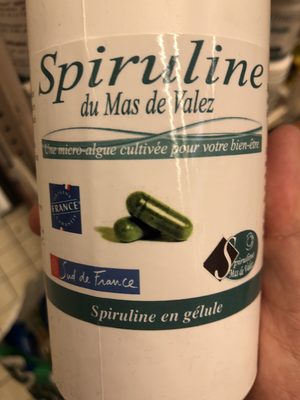 Spiruline
du Mas de Valez
Une micro-algue cultivée pour votre bien-être
FRANCE
Sud de France
Spiruline
Mas de Valez
Spiruline en gélule